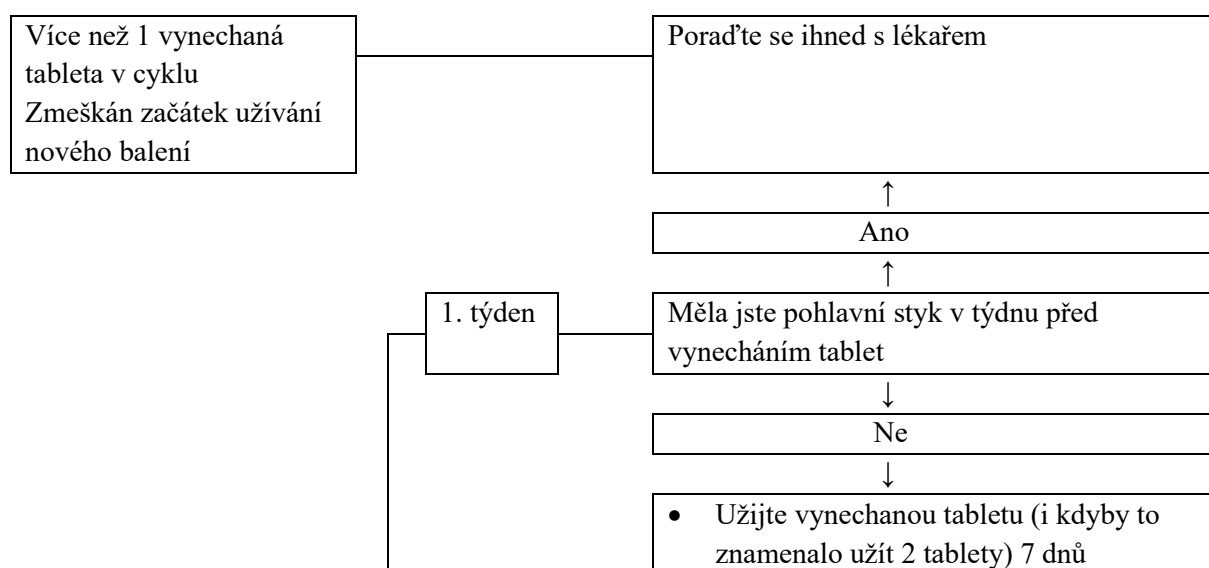 Více než 1 vynechaná
tableta v cyklu
Zmeškán začátek užívání
nového balení
Poraďte se ihned s lékařem
↑
Ano
↑
1. týden
Měla jste pohlavní styk v týdnu před
vynecháním tablet
↓
Ne
↓
• Užijte vynechanou tabletu (i kdyby to
znamenalo užít 2 tablety) 7 dnů